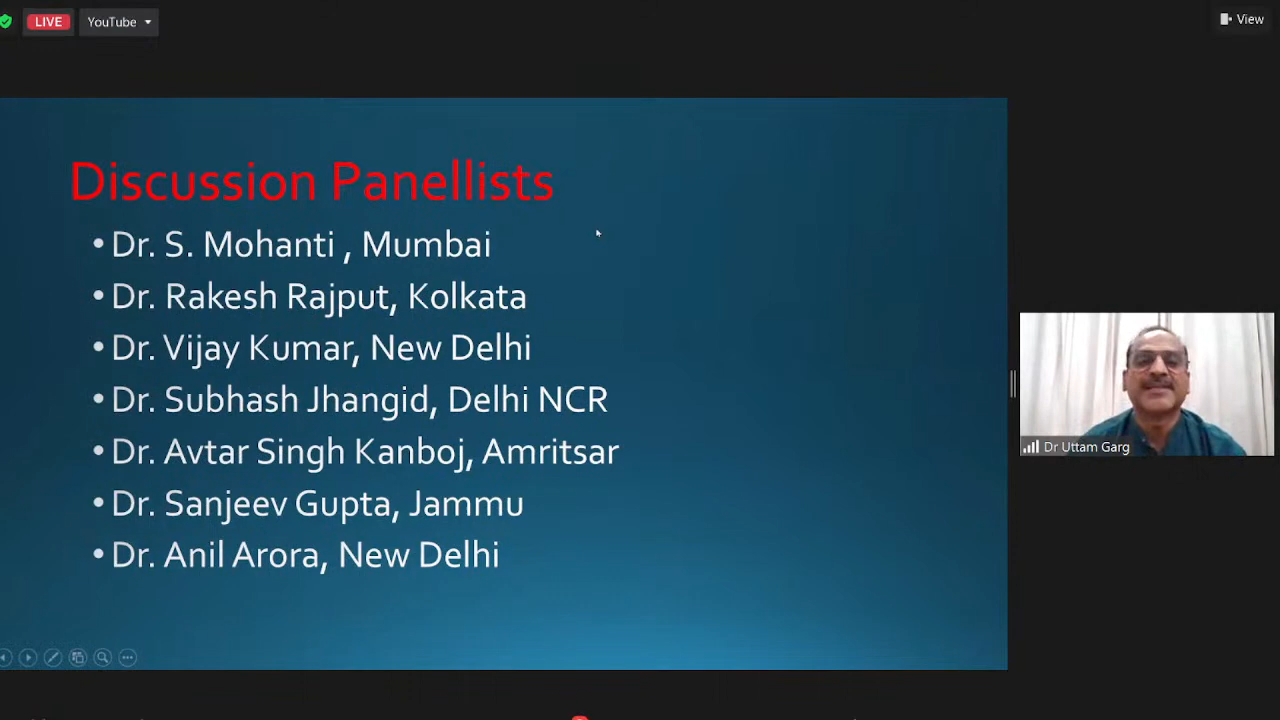 LIVE
YouTube
View
Discussion Panellists
• Dr. S. Mohanti , Mumbai
• Dr. Rakesh Rajput, Kolkata
• Dr. Vijay Kumar, New Delhi
• Dr. Subhash Jhangid, Delhi NCR
• Dr. Avtar Singh Kanboj, Amritsar
• Dr. Sanjeev Gupta, Jammu
• Dr. Anil Arora, New Delhi
Dr Uttam Garg